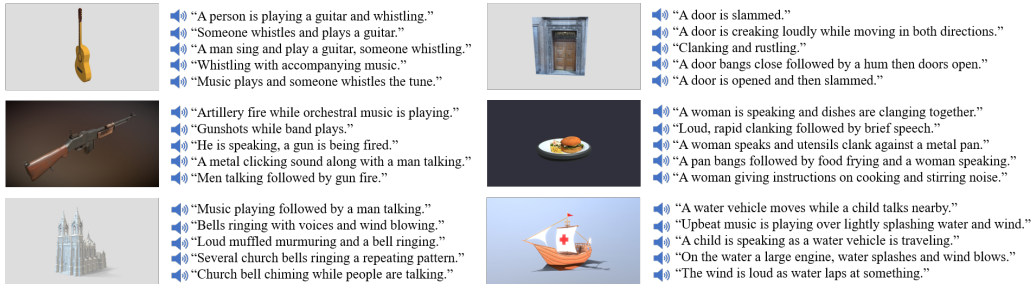 “A person is playing a guitar and whistling.”
“Someone whistles and plays a guitar.”
“A man sing and play a guitar, someone whistling.”
“Whistling with accompanying music.”
“Music plays and someone whistles the tune.”
“A door is slammed.”
“A door is creaking loudly while moving in both directions.”
“Clanking and rustling.”
“A door bangs close followed by a hum then doors open.”
“A door is opened and then slammed.”
“Artillery fire while orchestral music is playing.”
“Gunshots while band plays.”
“He is speaking, a gun is being fired.”
“A metal clicking sound along with a man talking.”
“Men talking followed by gun fire.”
“A woman is speaking and dishes are clanging together.”
“Loud, rapid clanking followed by brief speech.”
“A woman speaks and utensils clank against a metal pan.”
“A pan bangs followed by food frying and a woman speaking.”
“A woman giving instructions on cooking and stirring noise.”
“Music playing followed by a man talking.”
“Bells ringing with voices and wind blowing.”
“Loud muffled murmuring and a bell ringing.”
“Several church bells ringing a repeating pattern.”
“Church bell chiming while people are talking.”
“A water vehicle moves while a child talks nearby.”
“Upbeat music is playing over lightly splashing water and wind.”
“A child is speaking as a water vehicle is traveling.”
“On the water a large engine, water splashes and wind blows.”
“The wind is loud as water laps at something.”